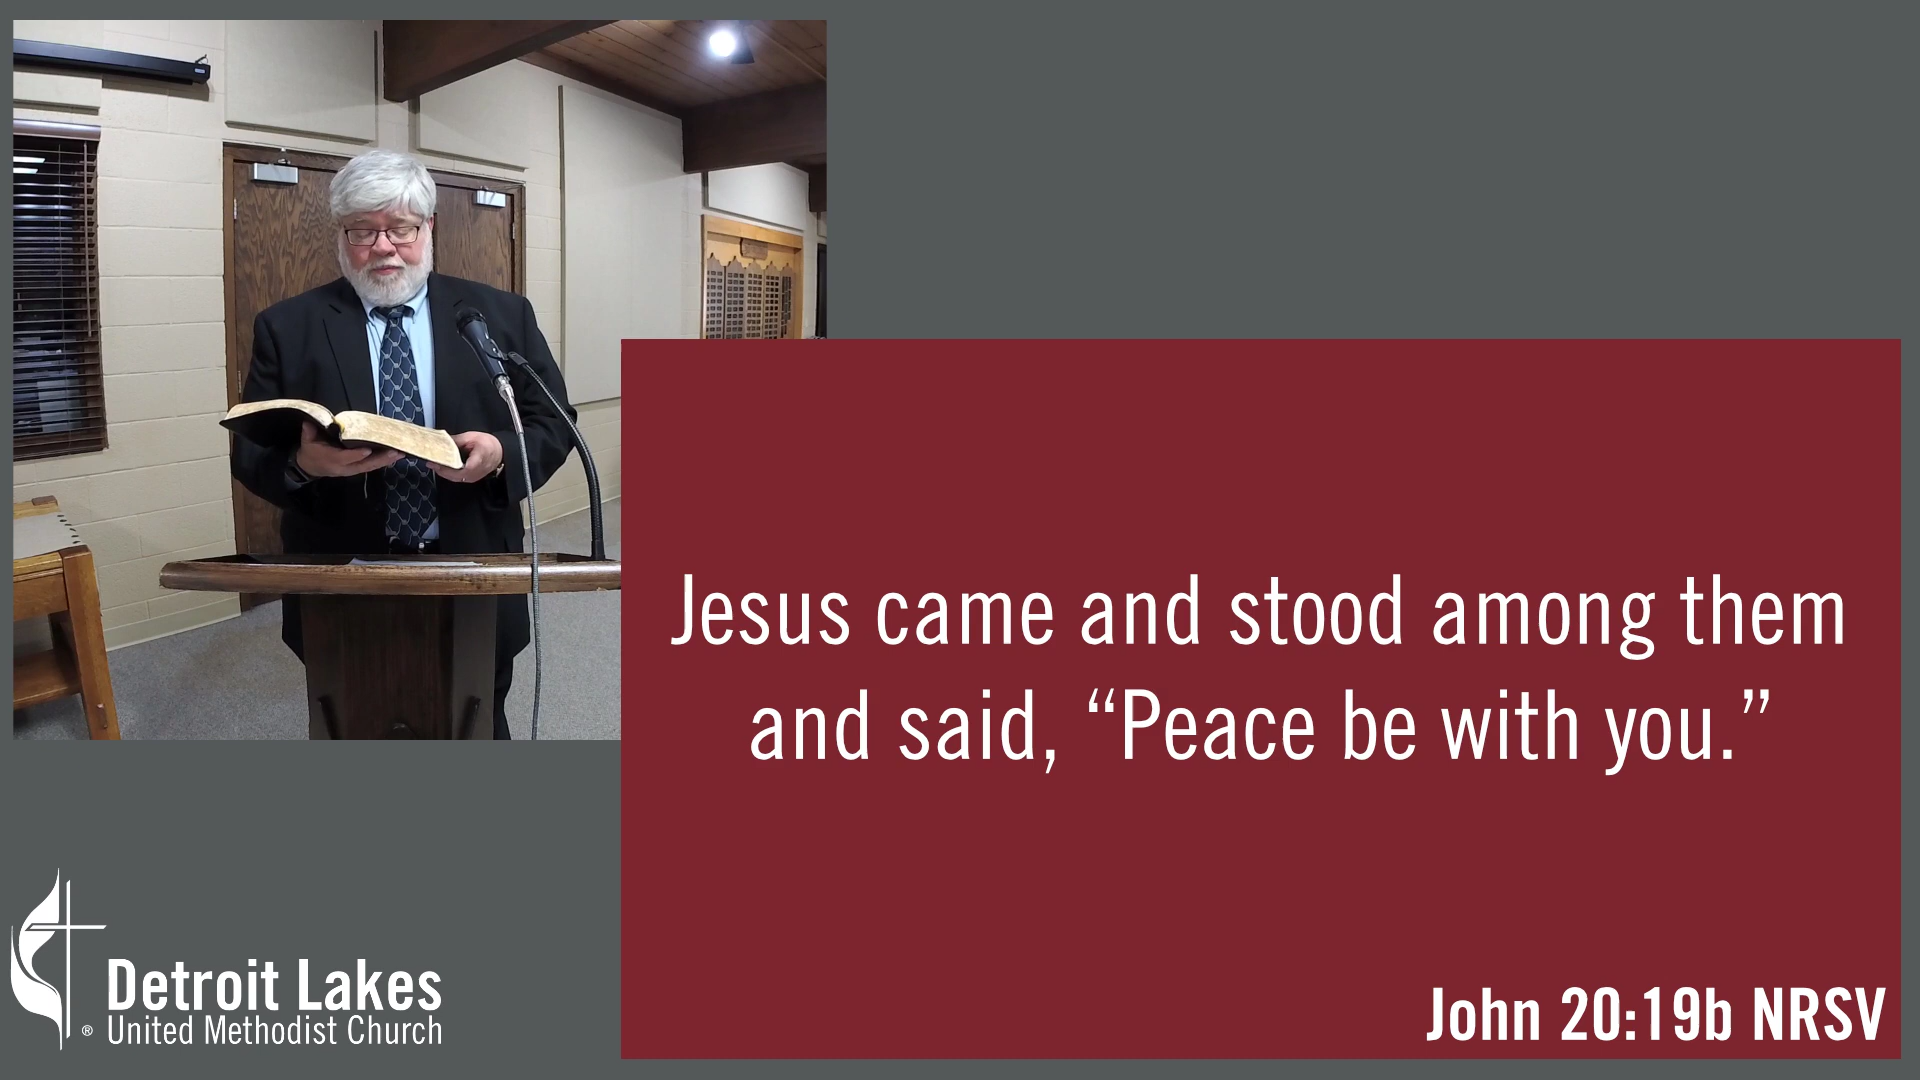 Jesus came and stood among them
and said, “Peace be with you.”
John 20:19b NRSV
Detroit Lakes
® United Methodist Church